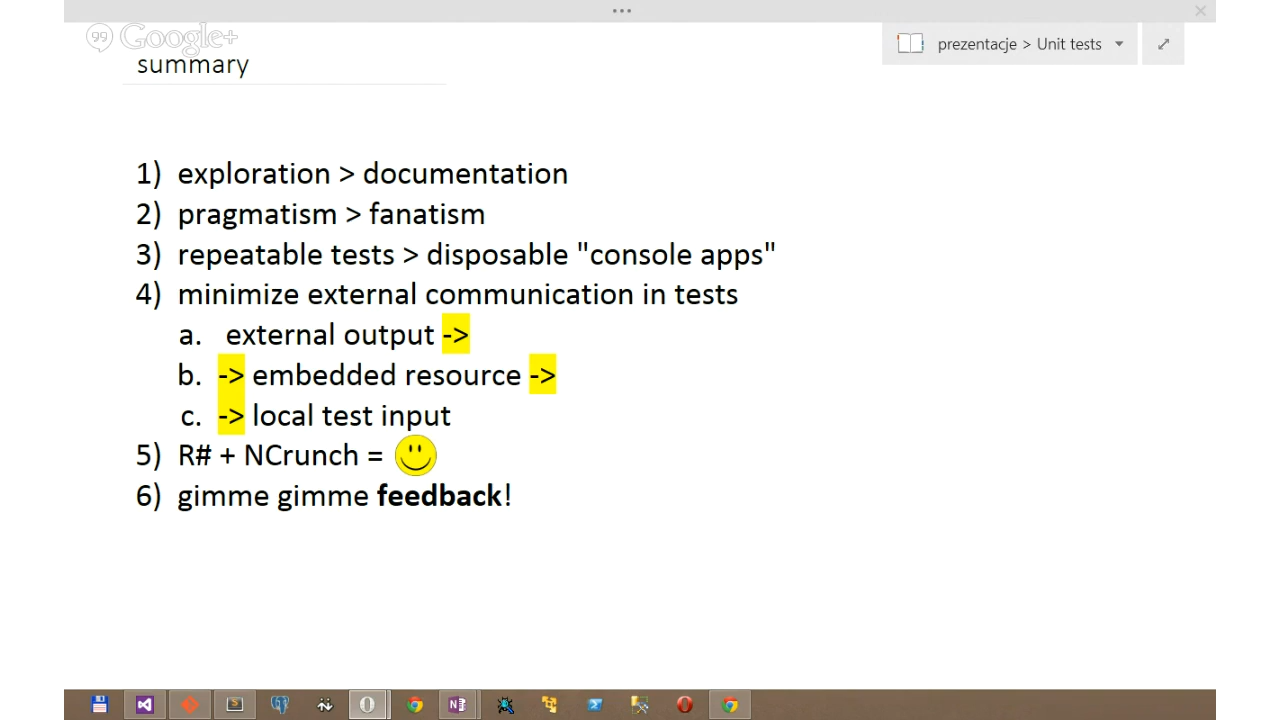 •••
99 Google+
prezentacje > Unit tests
summary
1) exploration > documentation
2) pragmatism > fanatism
3) repeatable tests > disposable "console apps"
4) minimize external communication in tests
a. external output ->
b. -> embedded resource ->
c. -> local test input
5) R# + NCrunch =
6) gimme gimme feedback!